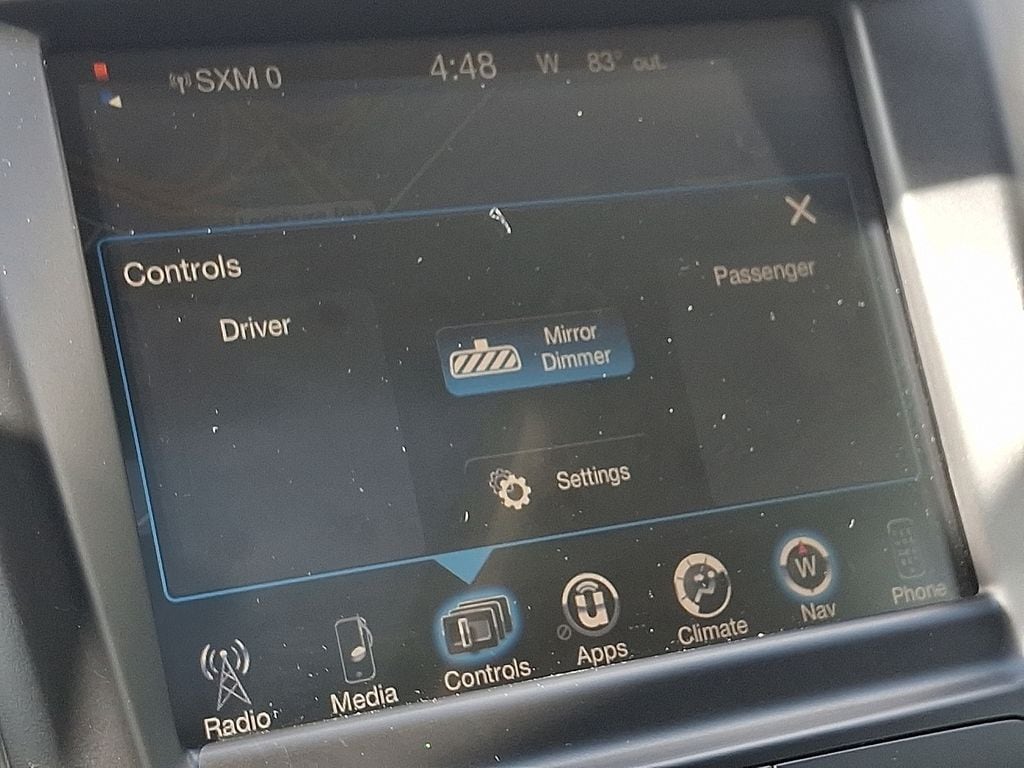 SXM 0 4:48 W 83° out
Controls
Passenger
Driver
Mirror
Dimmer
Settings
W
Radio
Media
Controls
Apps
Climate
Nav
Phone